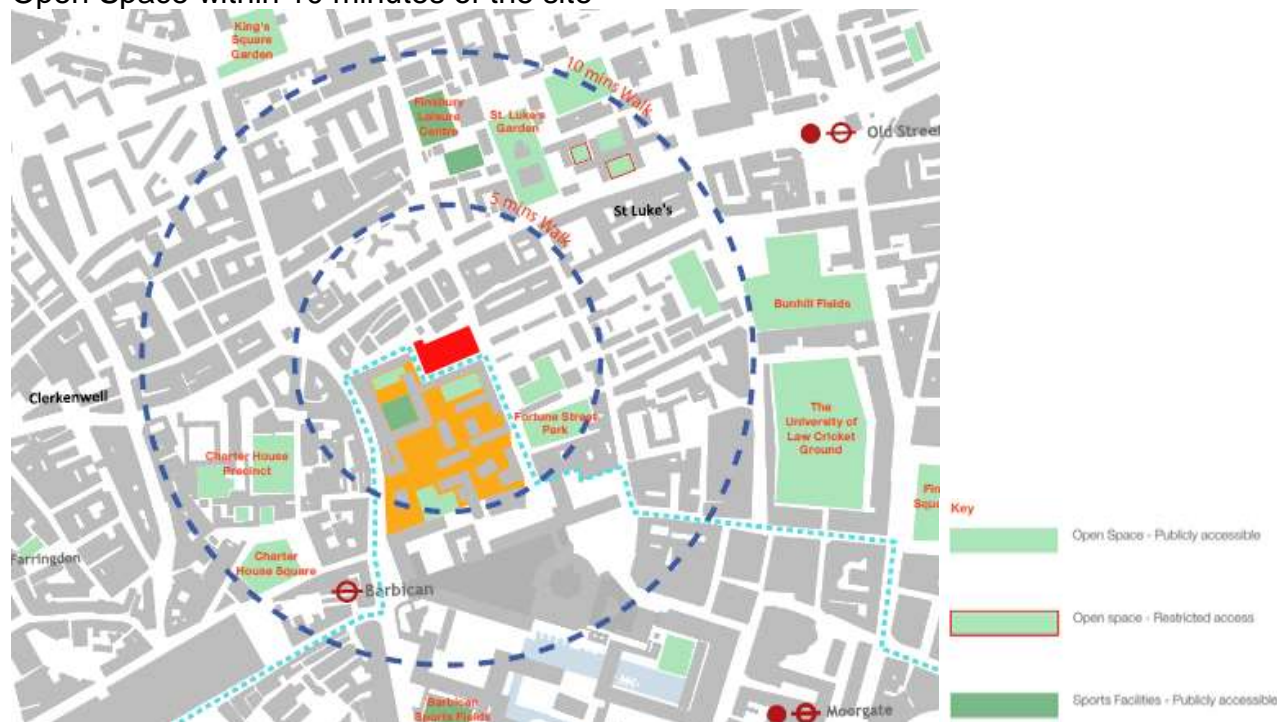 Open Space within 10 minutes of the site
King's
Square
Garden
10 mins Walk
Finsbury
Leisure
Centre
St. Luke's
Garden
Old Street
5 mins Walk
St Luke's
Bunhill Fields
Clerkenwell
Fortune Street
Park
The
University of
Law Cricket
Ground
Charter House
Precinct
Fin
Squa
Key
Open Space - Publicly accessible
Farringdon
Charter
House Square
Barbican
Open space - Restricted access
Barbican
Sports Fields
Moorgate
Sports Facilities - Publicly accessible